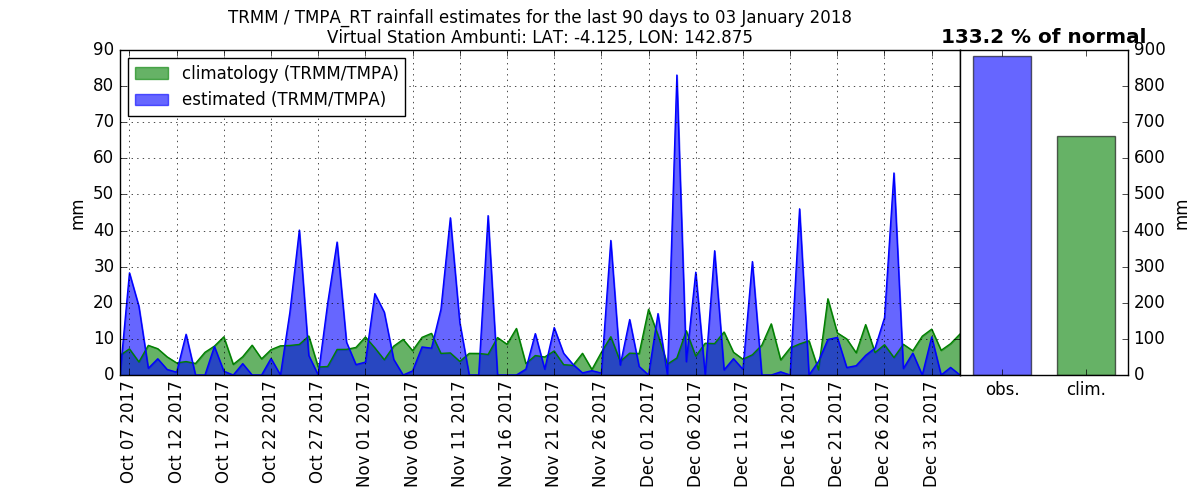 TRMM / TMPA_RT rainfall estimates for the last 90 days to 03 January 2018
Virtual Station Ambunti: LAT: -4.125, LON: 142.875
133.2 % of normal
climatology (TRMM/TMPA)
estimated (TRMM/TMPA)
mm
90
80
70
60
50
40
30
20
10
0
Oct 07 2017
Oct 12 2017
Oct 17 2017
Oct 22 2017
Oct 27 2017
Nov 01 2017
Nov 06 2017
Nov 11 2017
Nov 16 2017
Nov 21 2017
Nov 26 2017
Dec 01 2017
Dec 06 2017
Dec 11 2017
Dec 16 2017
Dec 21 2017
Dec 26 2017
Dec 31 2017
obs.
clim.
900
800
700
600
500
400
300
200
100
0
mm